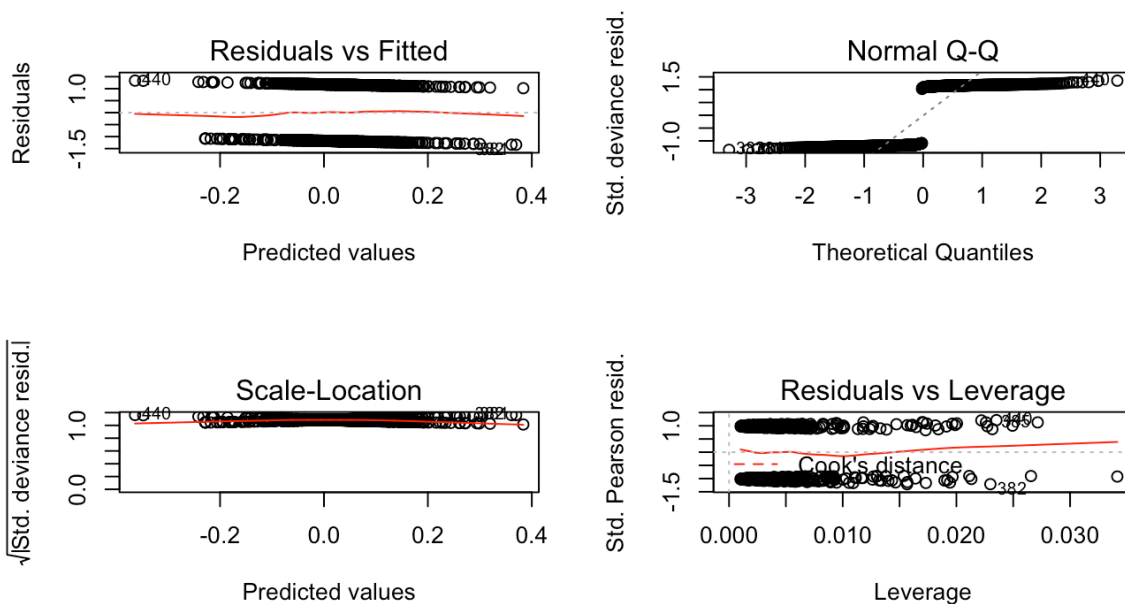 Residuals vs Fitted
Residuals
1.0
-1.5
440
-0.2
0.0
0.2
0.4
Predicted values
Normal Q-Q
Std. deviance resid.
1.5
-1.0
-3
-2
-1
0
1
2
3
Theoretical Quantiles
Scale-Location
√|Std. deviance resid.|
1.0
0.0
440
-0.2
0.0
0.2
0.4
Predicted values
Residuals vs Leverage
Std. Pearson resid.
1.0
-1.5
Cook's distance
382
0.000
0.010
0.020
0.030
Leverage